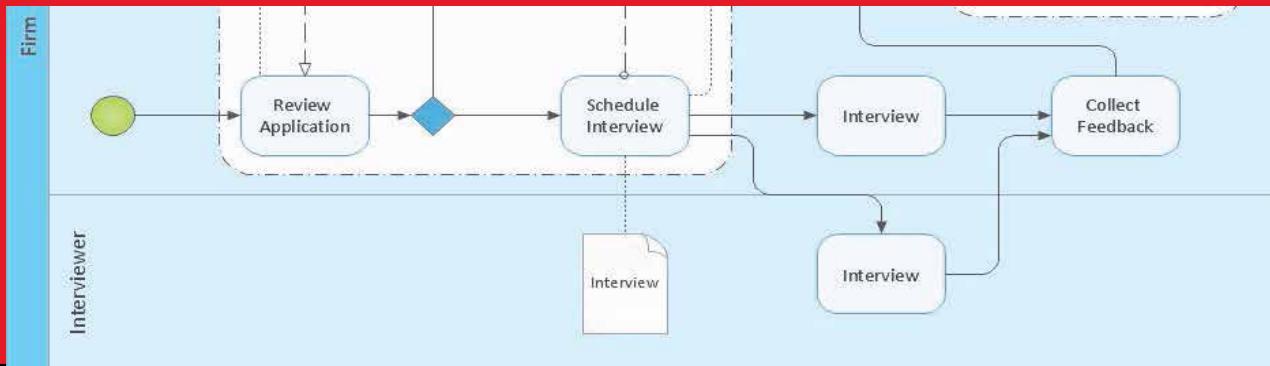 Firm
Review
Application
Schedule
Interview
Interview
Collect
Feedback
Interviewer
Interview
Interview